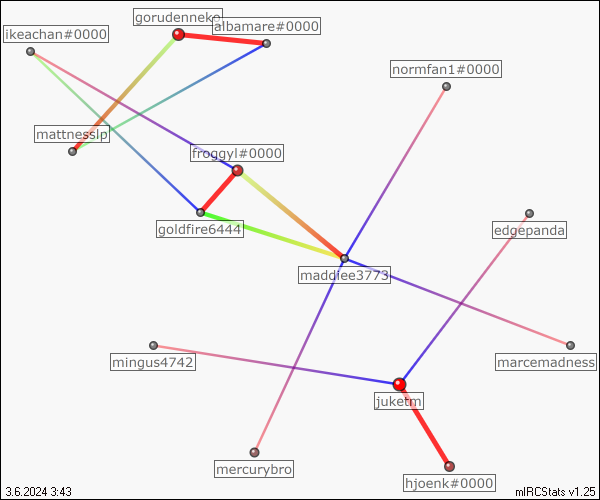 gorudenneko
albamare#0000
ikeachan#0000
normfan1#0000
mattnesslp
froggyl#0000
goldfire6444
edgepanda
maddiee3773
mingus4742
marcemadness
juketm
mercurybro
hjoenk#0000
3.6.2024 3:43
mIRCStats v1.25